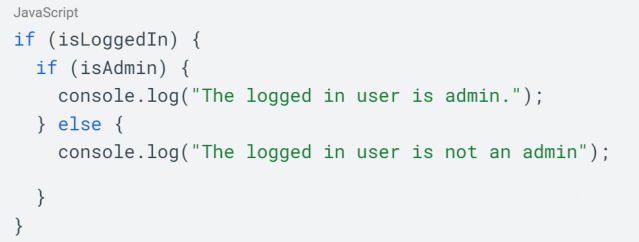 JavaScript
if (isLoggedIn) {
  if (isAdmin) {
    console.log("The logged in user is admin.");
  } else {
    console.log("The logged in user is not an admin");
  }
}